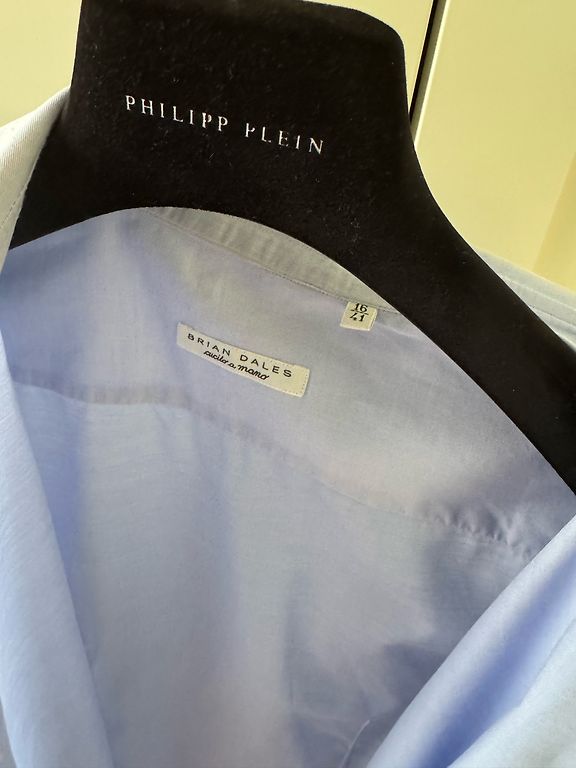 PHILIPP PLEIN
16
41
BRIAN DALES
cucito a mano